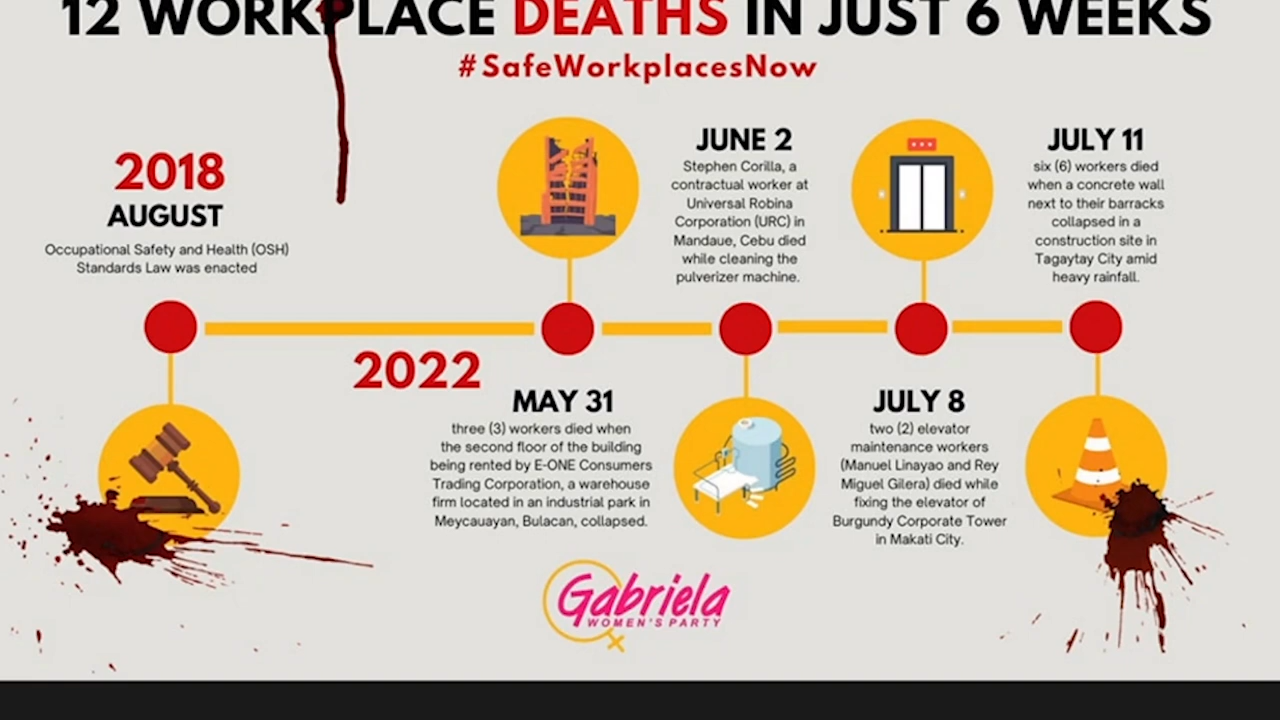 12 WORKPLACE DEATHS IN JUST 6 WEEKS
#SafeWorkplacesNow
2018
AUGUST
Occupational Safety and Health (OSH)
Standards Law was enacted
2022
MAY 31
three (3) workers died when
the second floor of the building
being rented by E-ONE Consumers
Trading Corporation, a warehouse
firm located in an industrial park in
Meycauayan, Bulacan, collapsed.
JUNE 2
Stephen Corilla, a
contractual worker at
Universal Robina
Corporation (URC) in
Mandaue, Cebu died
while cleaning the
pulverizer machine.
JULY 8
two (2) elevator
maintenance workers
(Manuel Linayao and Rey
Miguel Gilera) died while
fixing the elevator of
Burgundy Corporate Tower
in Makati City.
JULY 11
six (6) workers died
when a concrete wall
next to their barracks
collapsed in a
construction site in
Tagaytay City amid
heavy rainfall.
Gabriela
WOMEN'S PARTY